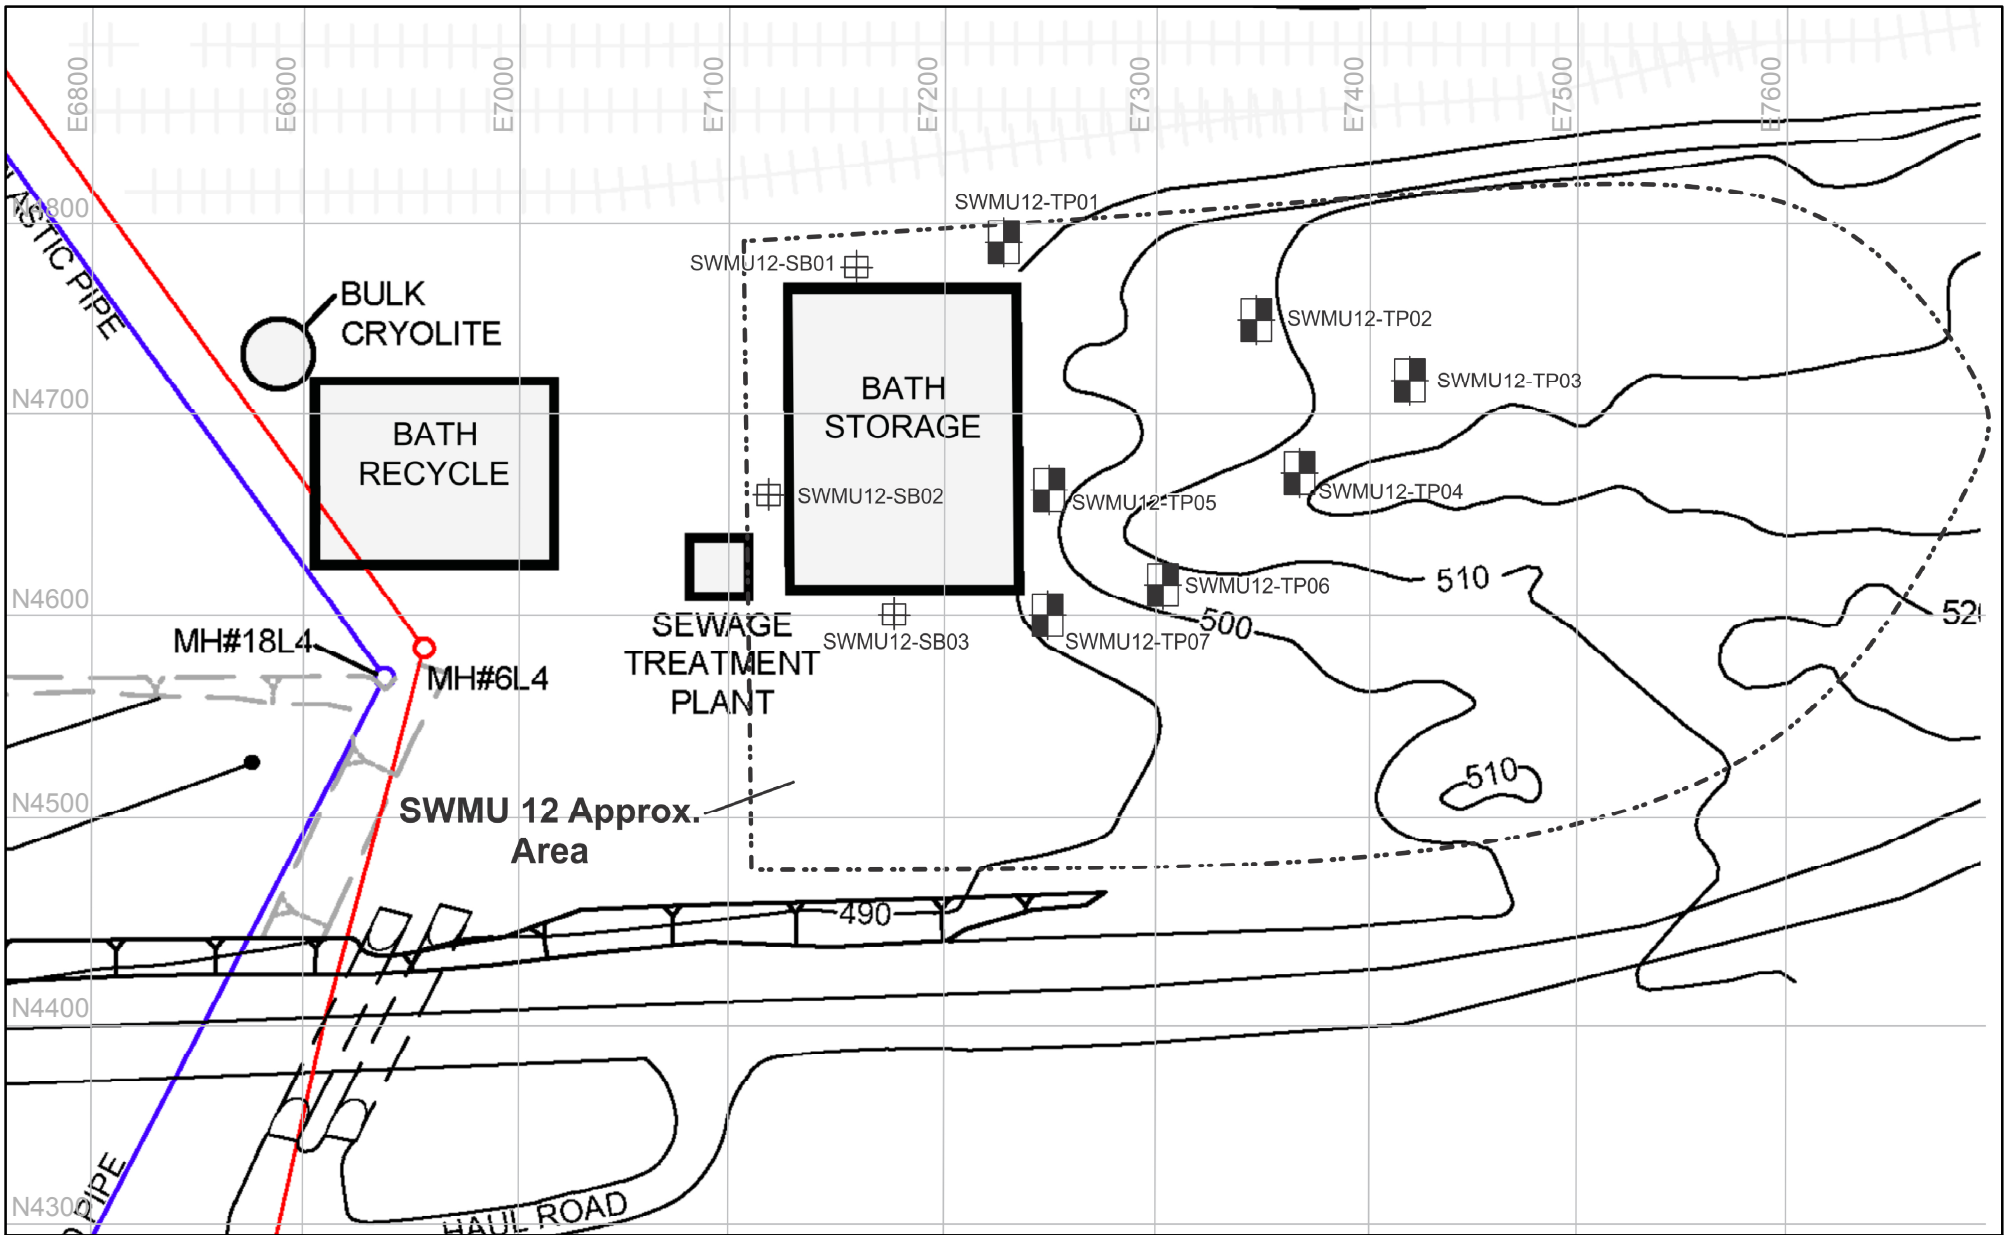 E6800
E6900
E7000
E7100
E7200
E7300
E7400
E7500
E7600
N4800
PLASTIC PIPE
SWMU12-TP01
SWMU12-SB01
BULK
CRYOLITE
SWMU12-TP02
SWMU12-TP03
N4700
BATH
RECYCLE
BATH
STORAGE
SWMU12-SB02
SWMU12-TP05
SWMU12-TP04
510
SWMU12-TP06
N4600
500
520
SEWAGE
TREATMENT
PLANT
SWMU12-SB03
SWMU12-TP07
MH#18L4
MH#6L4
510
SWMU 12 Approx.
Area
N4500
490
N4400
PIPE
HAUL ROAD
N4300